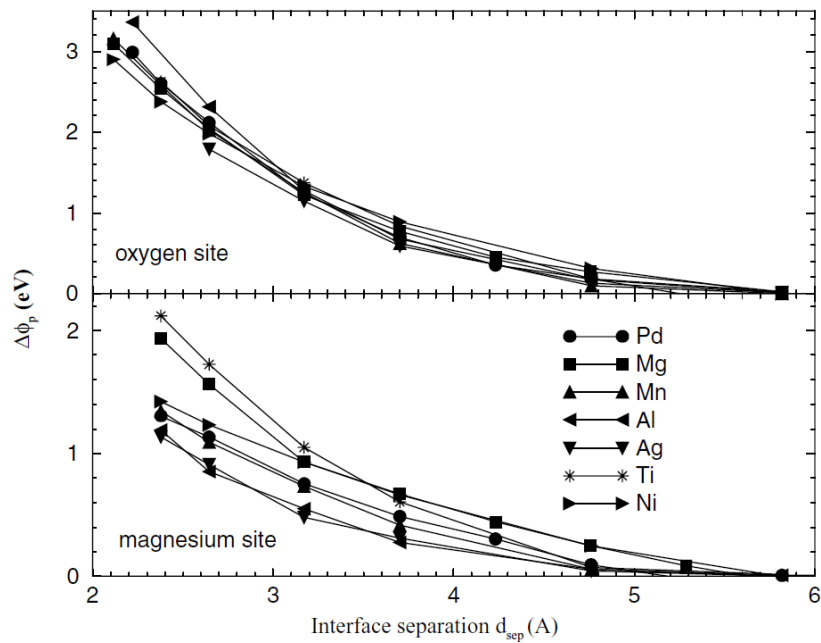 3
2
1
0
oxygen site
Δϕp (eV)
2
1
0
magnesium site
Pd
Mg
Mn
Al
Ag
Ti
Ni
2 3 4 5 6
Interface separation dsep (A)